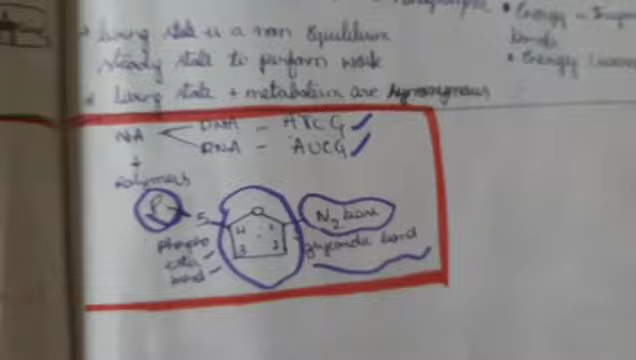 living state is a non Equilibrium
steady state to perform work
living state & metabolism are synonymous
• Energy
bonds
• Energy
NA DNA - ATCG
RNA - AUCG
P 5 N2 base
4 1
3 2
phospho
ester
bond
glycosidic bond